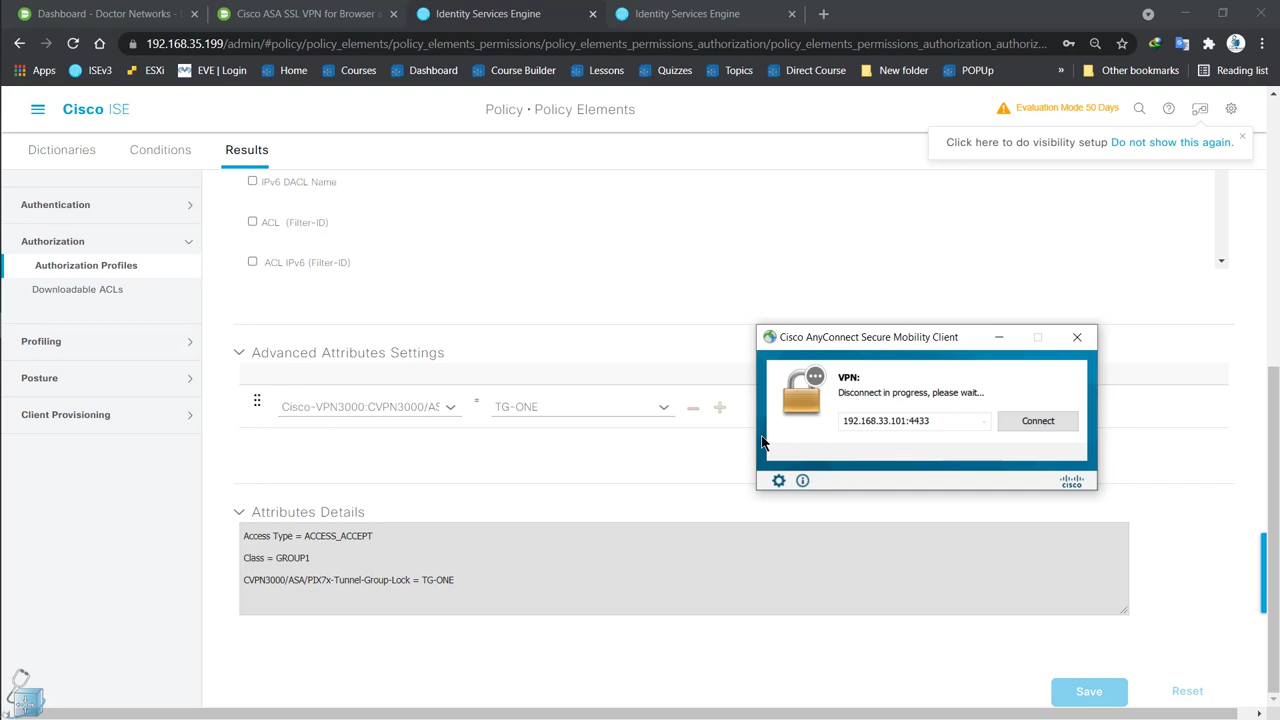 Dashboard - Doctor Networks -
Cisco ASA SSL VPN for Browser a
Identity Services Engine
Identity Services Engine
192.168.35.199/admin/#policy/policy_elements/policy_elements_permissions/policy_elements_permissions_authorization/policy_elements_permissions_authorization_authoriz...
Apps
ISEv3
ESXi
EVE | Login
Home
Courses
Dashboard
Course Builder
Lessons
Quizzes
Topics
Direct Course
New folder
POPUp
»
Other bookmarks
Reading list
Cisco ISE
Policy • Policy Elements
Evaluation Mode 50 Days
Click here to do visibility setup Do not show this again.
Dictionaries
Conditions
Results
Authentication
Authorization
Authorization Profiles
Downloadable ACLs
Profiling
Posture
Client Provisioning
IPv6 DACL Name
ACL (Filter-ID)
ACL IPv6 (Filter-ID)
Advanced Attributes Settings
Cisco-VPN3000:CVPN3000/AS
=
TG-ONE
Attributes Details
Access Type = ACCESS_ACCEPT
Class = GROUP1
CVPN3000/ASA/PIX7x-Tunnel-Group-Lock = TG-ONE
Save
Reset
Cisco AnyConnect Secure Mobility Client
VPN:
Disconnect in progress, please wait...
192.168.33.101:4433
Connect
cisco